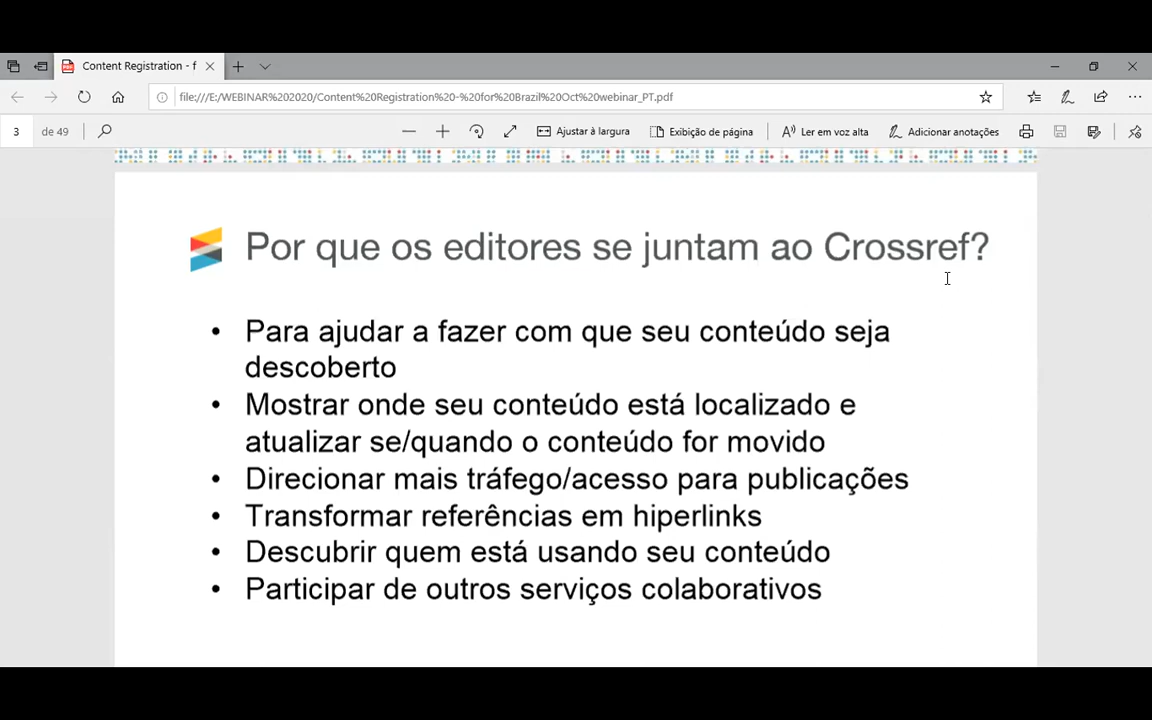 Content Registration - f
file:///E:/WEBINAR%202020/Content%20Registration%20-%20for%20Brazil%20Oct%20webinar_PT.pdf
3 de 49 Ajustar à largura Exibição de página Ler em voz alta Adicionar anotações
Por que os editores se juntam ao Crossref?
• Para ajudar a fazer com que seu conteúdo seja
descoberto
• Mostrar onde seu conteúdo está localizado e
atualizar se/quando o conteúdo for movido
• Direcionar mais tráfego/acesso para publicações
• Transformar referências em hiperlinks
• Descubrir quem está usando seu conteúdo
• Participar de outros serviços colaborativos